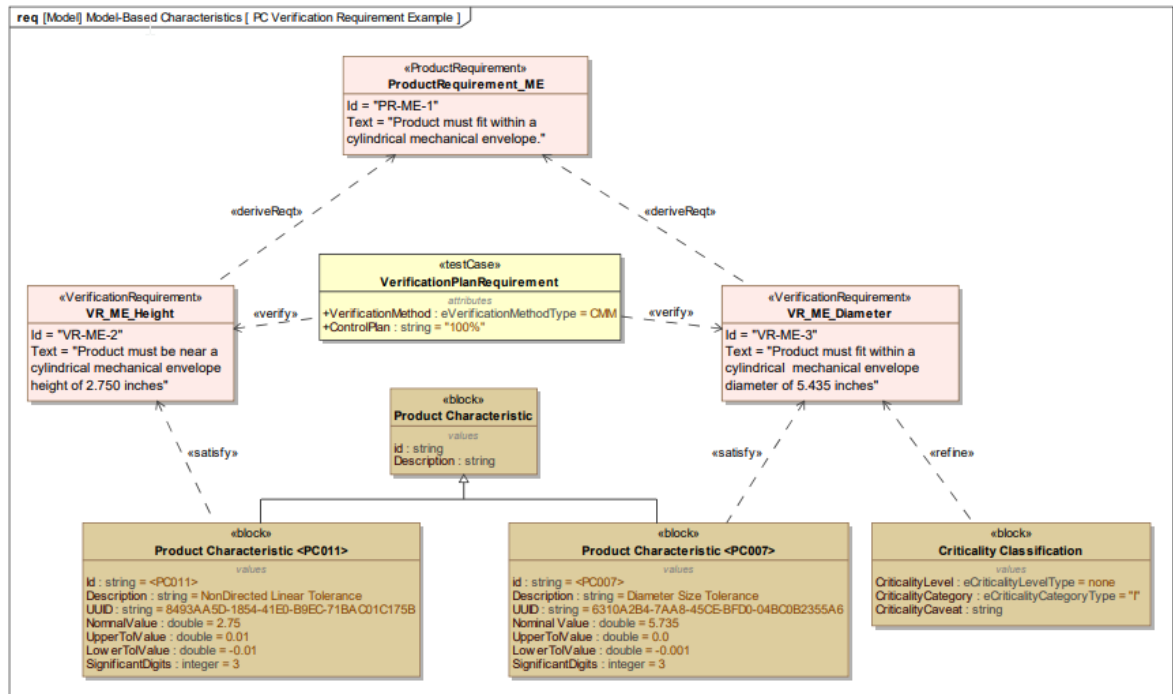 req [Model] Model-Based Characteristics [ PC Verification Requirement Example ]
«ProductRequirement»
ProductRequirement_ME
Id = "PR-ME-1"
Text = "Product must fit within a
cylindrical mechanical envelope."
«deriveReqt»
«deriveReqt»
«testCase»
VerificationPlanRequirement
attributes
+VerificationMethod : eVerificationMethodType = CMM
+ControlPlan : string = "100%"
«verify»
«verify»
«VerificationRequirement»
VR_ME_Height
Id = "VR-ME-2"
Text = "Product must be near a
cylindrical mechanical envelope
height of 2.750 inches"
«VerificationRequirement»
VR_ME_Diameter
Id = "VR-ME-3"
Text = "Product must fit within a
cylindrical mechanical envelope
diameter of 5.435 inches"
«block»
Product Characteristic
values
id : string
Description : string
«satisfy»
«satisfy»
«refine»
«block»
Product Characteristic <PC011>
values
Id : string = <PC011>
Description : string = NonDirected Linear Tolerance
UUID : string = 8493AA5D-1854-41E0-B9EC-71BAC01C175B
NomnalValue : double = 2.75
UpperTolValue : double = 0.01
LowerTolValue : double = -0.01
SignificantDigits : integer = 3
«block»
Product Characteristic <PC007>
values
id : string = <PC007>
Description : string = Diameter Size Tolerance
UUID : string = 6310A2B4-7AA8-45CE-BFD0-04BC0B2355A6
Nominal Value : double = 5.735
UpperTolValue : double = 0.0
LowerTolValue : double = -0.001
SignificantDigits : integer = 3
«block»
Criticality Classification
values
CriticalityLevel : eCriticalityLevelType = none
CriticalityCategory : eCriticalityCategoryType = "I"
CriticalityCaveat : string